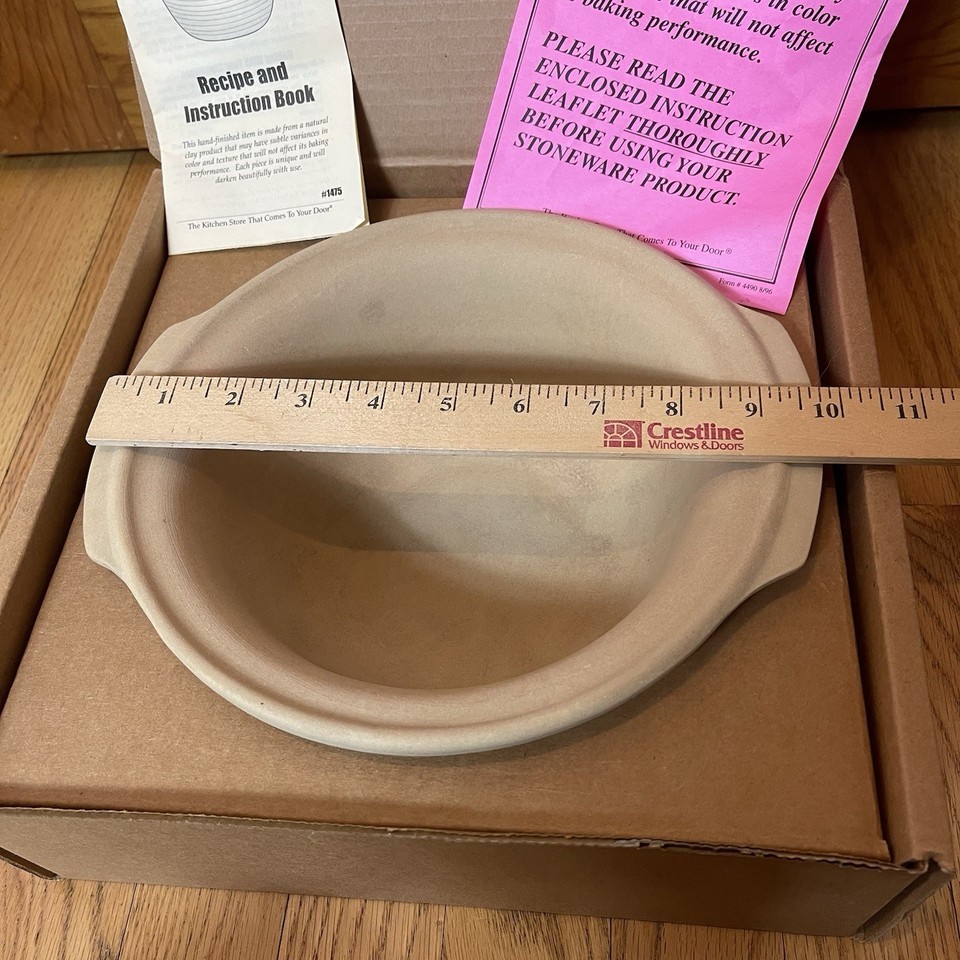 Recipe and
Instruction Book
This hand-finished item is made from a natural
clay product that may have subtle variances in
color and texture that will not affect its baking
performance. Each piece is unique and will
darken beautifully with use.
#1475
The Kitchen Store That Comes To Your Door®
in color
that will not affect
baking performance.
PLEASE READ THE
ENCLOSED INSTRUCTION
LEAFLET THOROUGHLY
BEFORE USING YOUR
STONEWARE PRODUCT.
That Comes To Your Door®
Form # 4490 8/96
1 2 3 4 5 6 7 8 9 10 11
Crestline
Windows & Doors